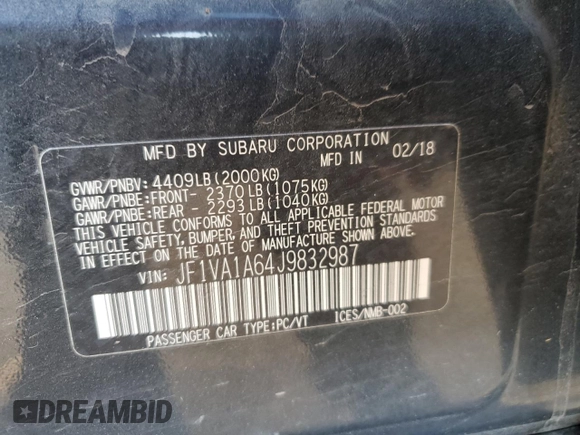 MFD BY SUBARU CORPORATION
MFD IN 02/18
GVWR/PNBV: 4409LB(2000KG)
GAWR/PNBE:FRONT- 2370LB(1075KG)
GAWR/PNBE:REAR - 2293LB(1040KG)
THIS VEHICLE CONFORMS TO ALL APPLICABLE FEDERAL MOTOR
VEHICLE SAFETY, BUMPER, AND THEFT PREVENTION STANDARDS
IN EFFECT ON THE DATE OF MANUFACTURE SHOWN ABOVE.
VIN: JF1VA1A64J9832987
PASSENGER CAR TYPE:PC/VT ICES/NMB-002
DREAMBID